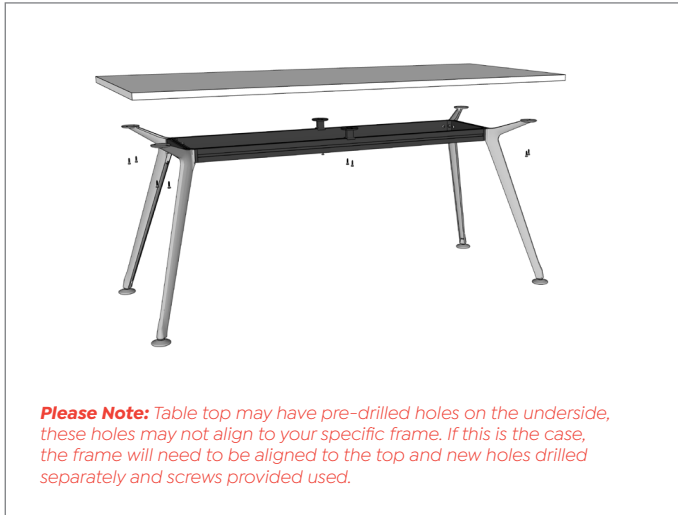 Please Note: Table top may have pre-drilled holes on the underside,
these holes may not align to your specific frame. If this is the case,
the frame will need to be aligned to the top and new holes drilled
separately and screws provided used.